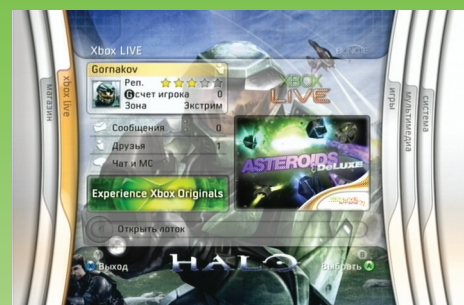 Xbox LIVE
Gornakov
Реп.
Gсчет игрока 0
Зона Экстрим
Сообщения 0
Друзья 1
Чат и МС
Experience Xbox Originals
Открыть лоток
Выход
Выбрать A
HALO
XBOX
LIVE
ASTEROIDS
DELUXE
магазин
xbox live
игры
мультимедиа
система